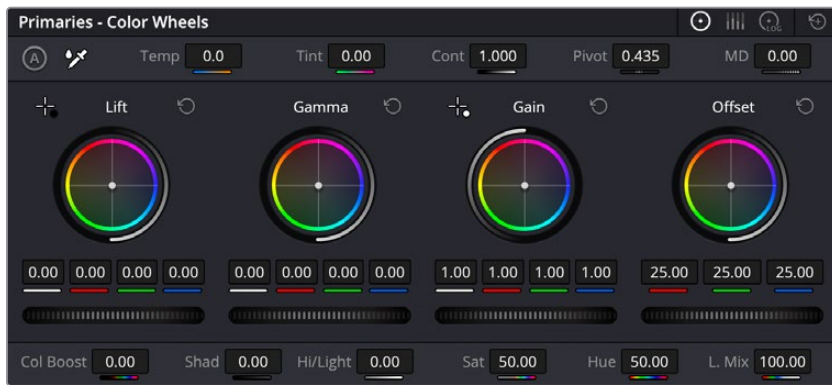 Primaries - Color Wheels LOG
A Temp 0.0 Tint 0.00 Cont 1.000 Pivot 0.435 MD 0.00
Lift Gamma Gain Offset
0.00 0.00 0.00 0.00 0.00 0.00 0.00 0.00 1.00 1.00 1.00 1.00 25.00 25.00 25.00
Col Boost 0.00 Shad 0.00 Hi/Light 0.00 Sat 50.00 Hue 50.00 L. Mix 100.00